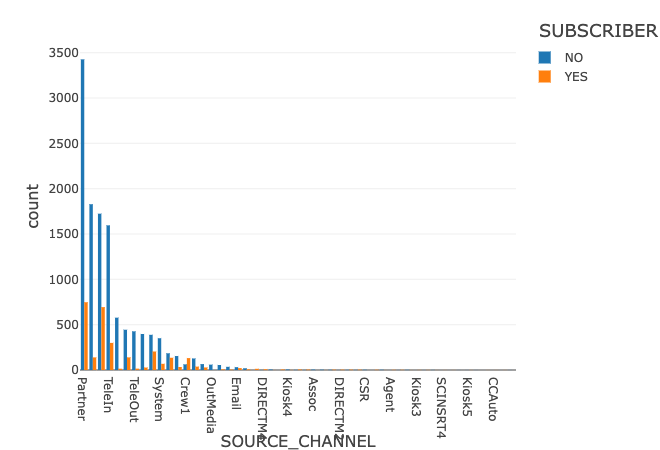 SUBSCRIBER
NO
YES
count
3500
3000
2500
2000
1500
1000
500
0
Partner
TeleIn
TeleOut
System
Crew1
OutMedia
Email
Kiosk4
Assoc
CSR
Agent
Kiosk3
SCINSRT4
Kiosk5
CCAuto
SOURCE_CHANNEL